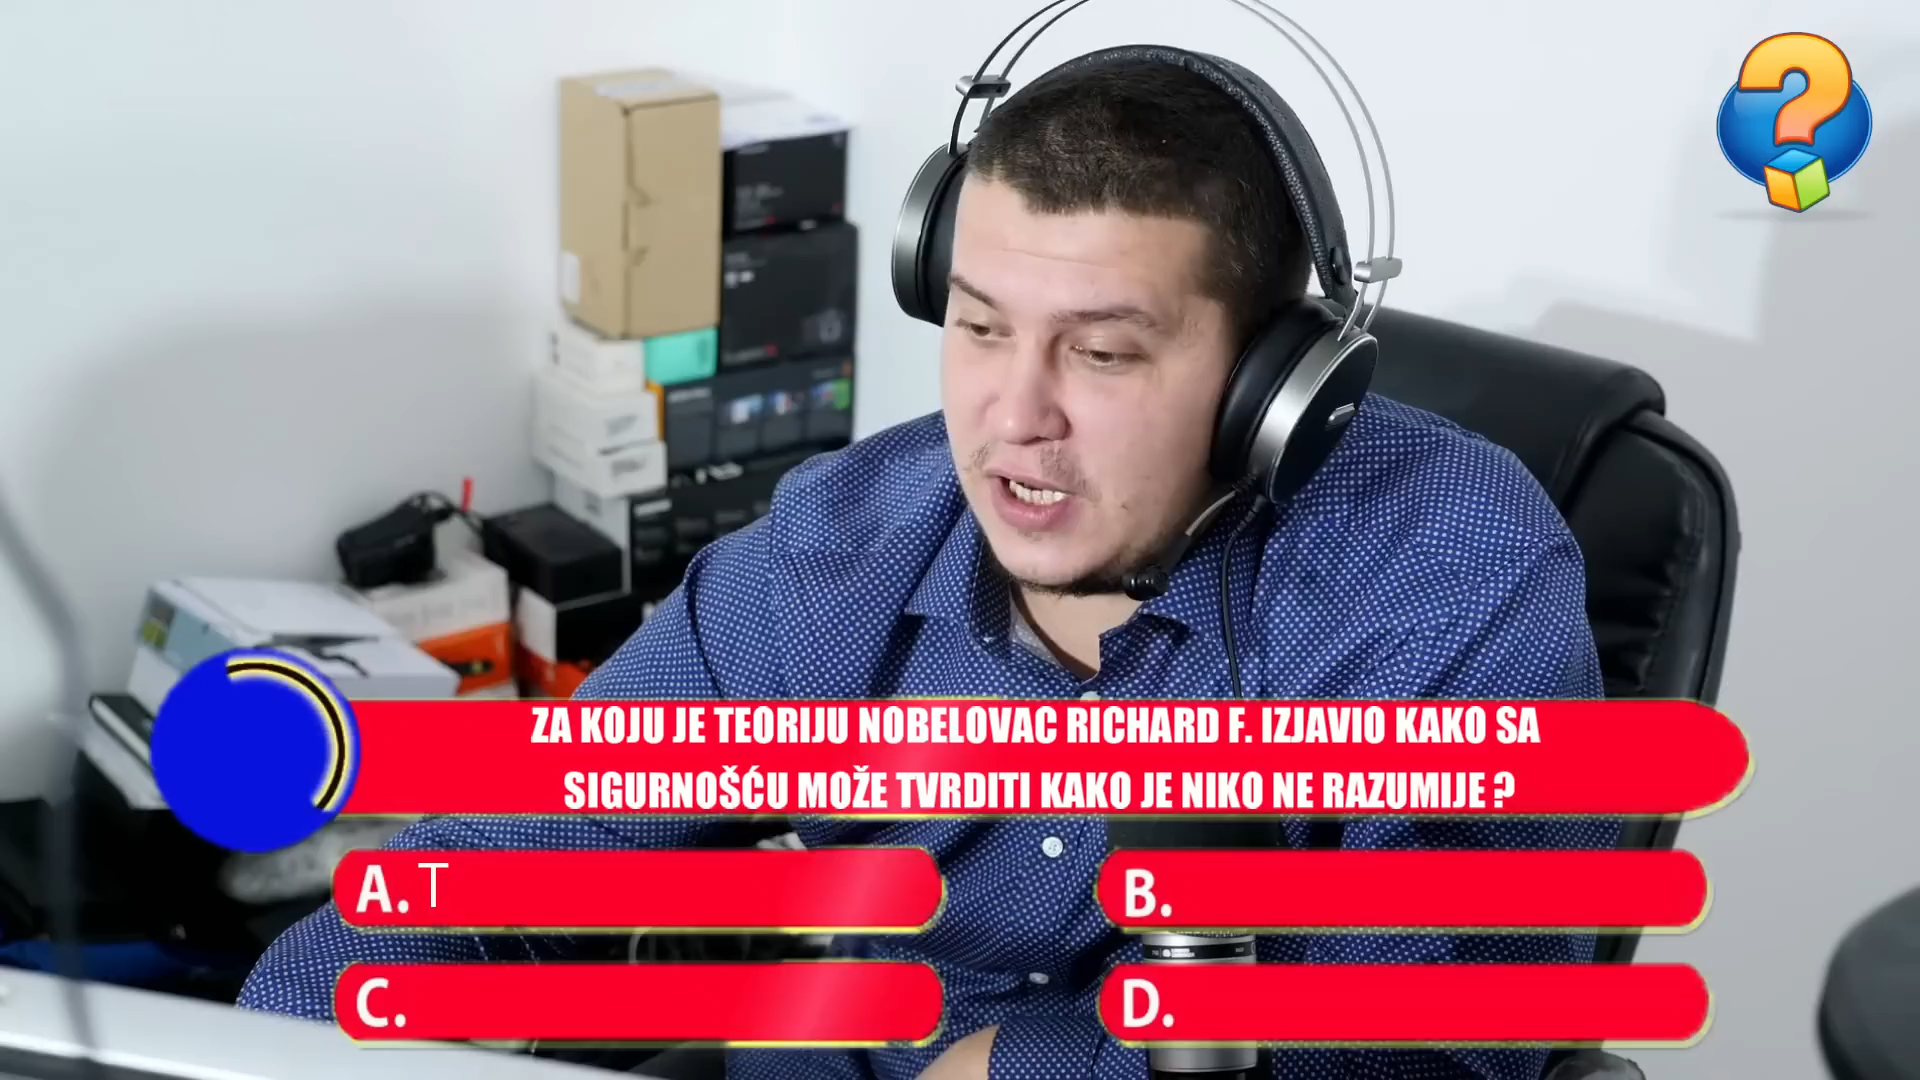 ZA KOJU JE TEORIJU NOBELOVAC RICHARD F. IZJAVIO KAKO SA
SIGURNOŠĆU MOŽE TVRDITI KAKO JE NIKO NE RAZUMIJE ?
A. T
B.
C.
D.